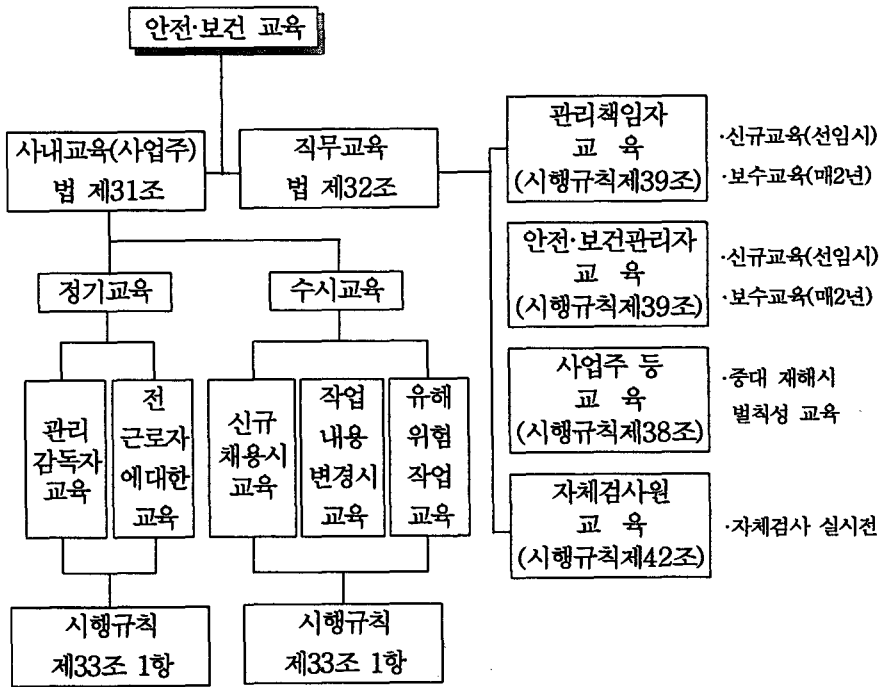 안전·보건 교육
사내교육(사업주)
법 제31조
직무교육
법 제32조
관리책임자
교 육
(시행규칙제39조)
·신규교육(선임시)
·보수교육(매2년)
안전·보건관리자
교 육
(시행규칙제39조)
·신규교육(선임시)
·보수교육(매2년)
사업주 등
교 육
(시행규칙제38조)
·중대 재해시
벌칙성 교육
자체검사원
교 육
(시행규칙제42조)
·자체검사 실시전
정기교육
수시교육
관리
감독자
교육
전
근로자
에대한
교육
신규
채용시
교육
작업
내용
변경시
교육
유해
위험
작업
교육
시행규칙
제33조 1항
시행규칙
제33조 1항